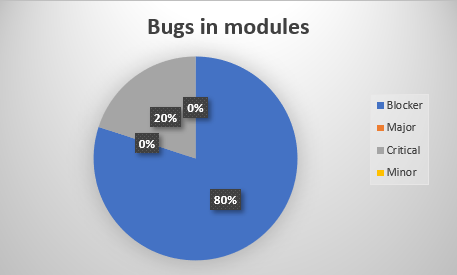 Bugs in modules
0%
20%
0%
80%
Blocker
Major
Critical
Minor